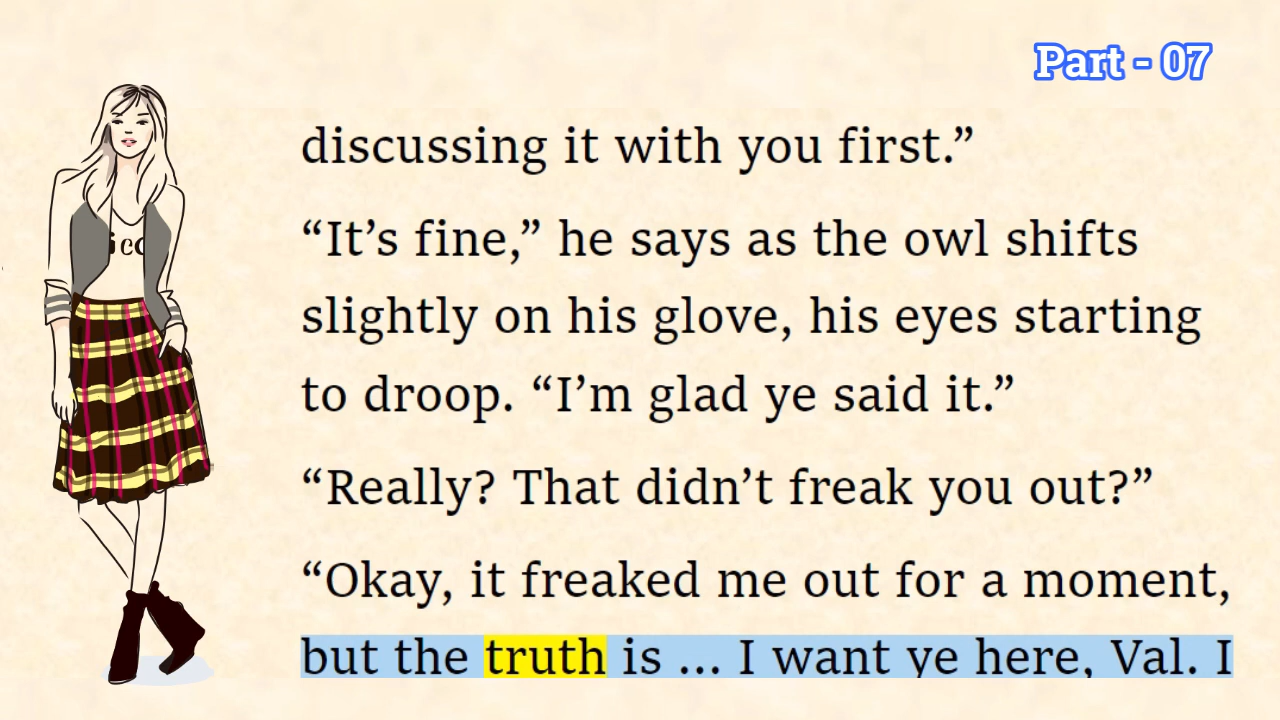 Part - 07
discussing it with you first.”
“It’s fine,” he says as the owl shifts
slightly on his glove, his eyes starting
to droop. “I’m glad ye said it.”
“Really? That didn’t freak you out?”
“Okay, it freaked me out for a moment,
but the truth is ... I want ye here, Val. I